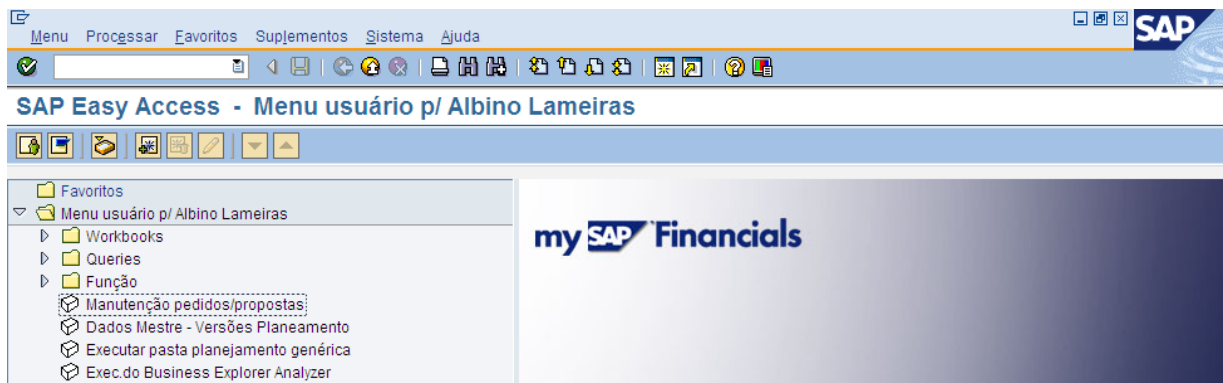 Menu Processar Favoritos Suplementos Sistema Ajuda
SAP
SAP Easy Access - Menu usuário p/ Albino Lameiras
Favoritos
Menu usuário p/ Albino Lameiras
Workbooks
Queries
Função
Manutenção pedidos/propostas
Dados Mestre - Versões Planeamento
Executar pasta planejamento genérica
Exec.do Business Explorer Analyzer
my SAP Financials